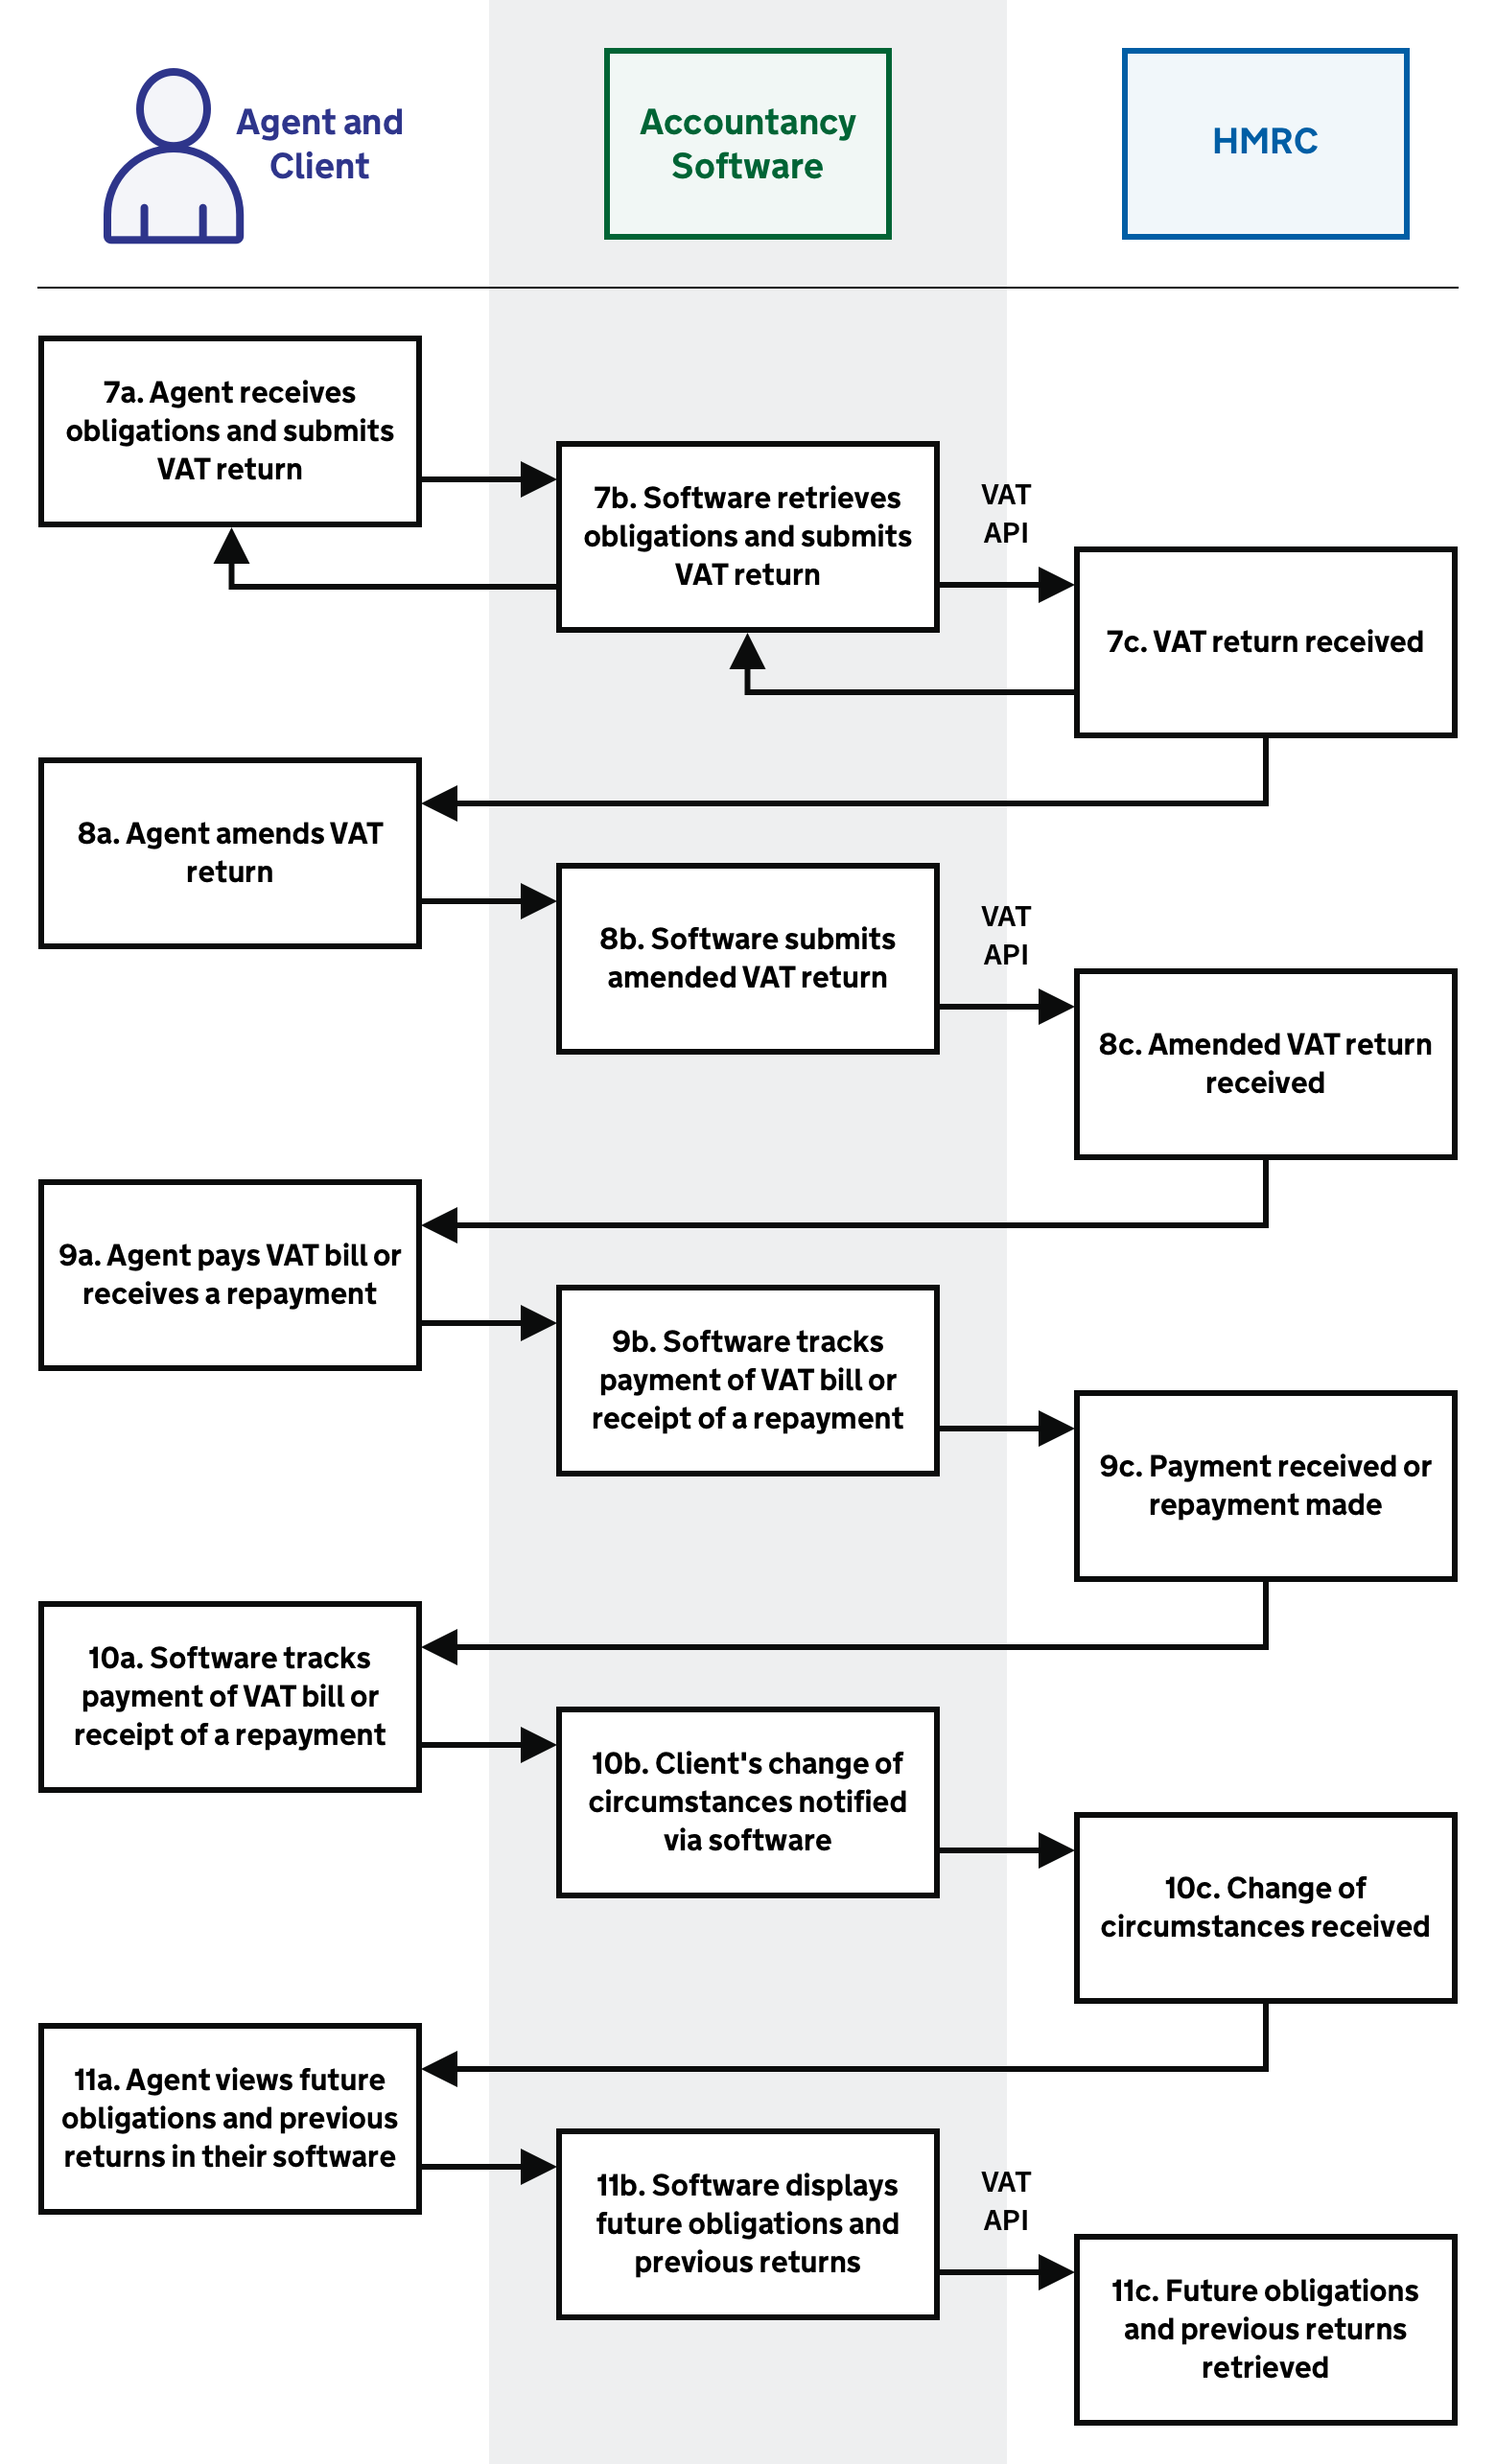 Agent and
Client
Accountancy
Software
HMRC
7a. Agent receives
obligations and submits
VAT return
7b. Software retrieves
obligations and submits
VAT return
VAT
API
7c. VAT return received
8a. Agent amends VAT
return
8b. Software submits
amended VAT return
VAT
API
8c. Amended VAT return
received
9a. Agent pays VAT bill or
receives a repayment
9b. Software tracks
payment of VAT bill or
receipt of a repayment
9c. Payment received or
repayment made
10a. Software tracks
payment of VAT bill or
receipt of a repayment
10b. Client's change of
circumstances notified
via software
10c. Change of
circumstances received
11a. Agent views future
obligations and previous
returns in their software
11b. Software displays
future obligations and
previous returns
VAT
API
11c. Future obligations
and previous returns
retrieved